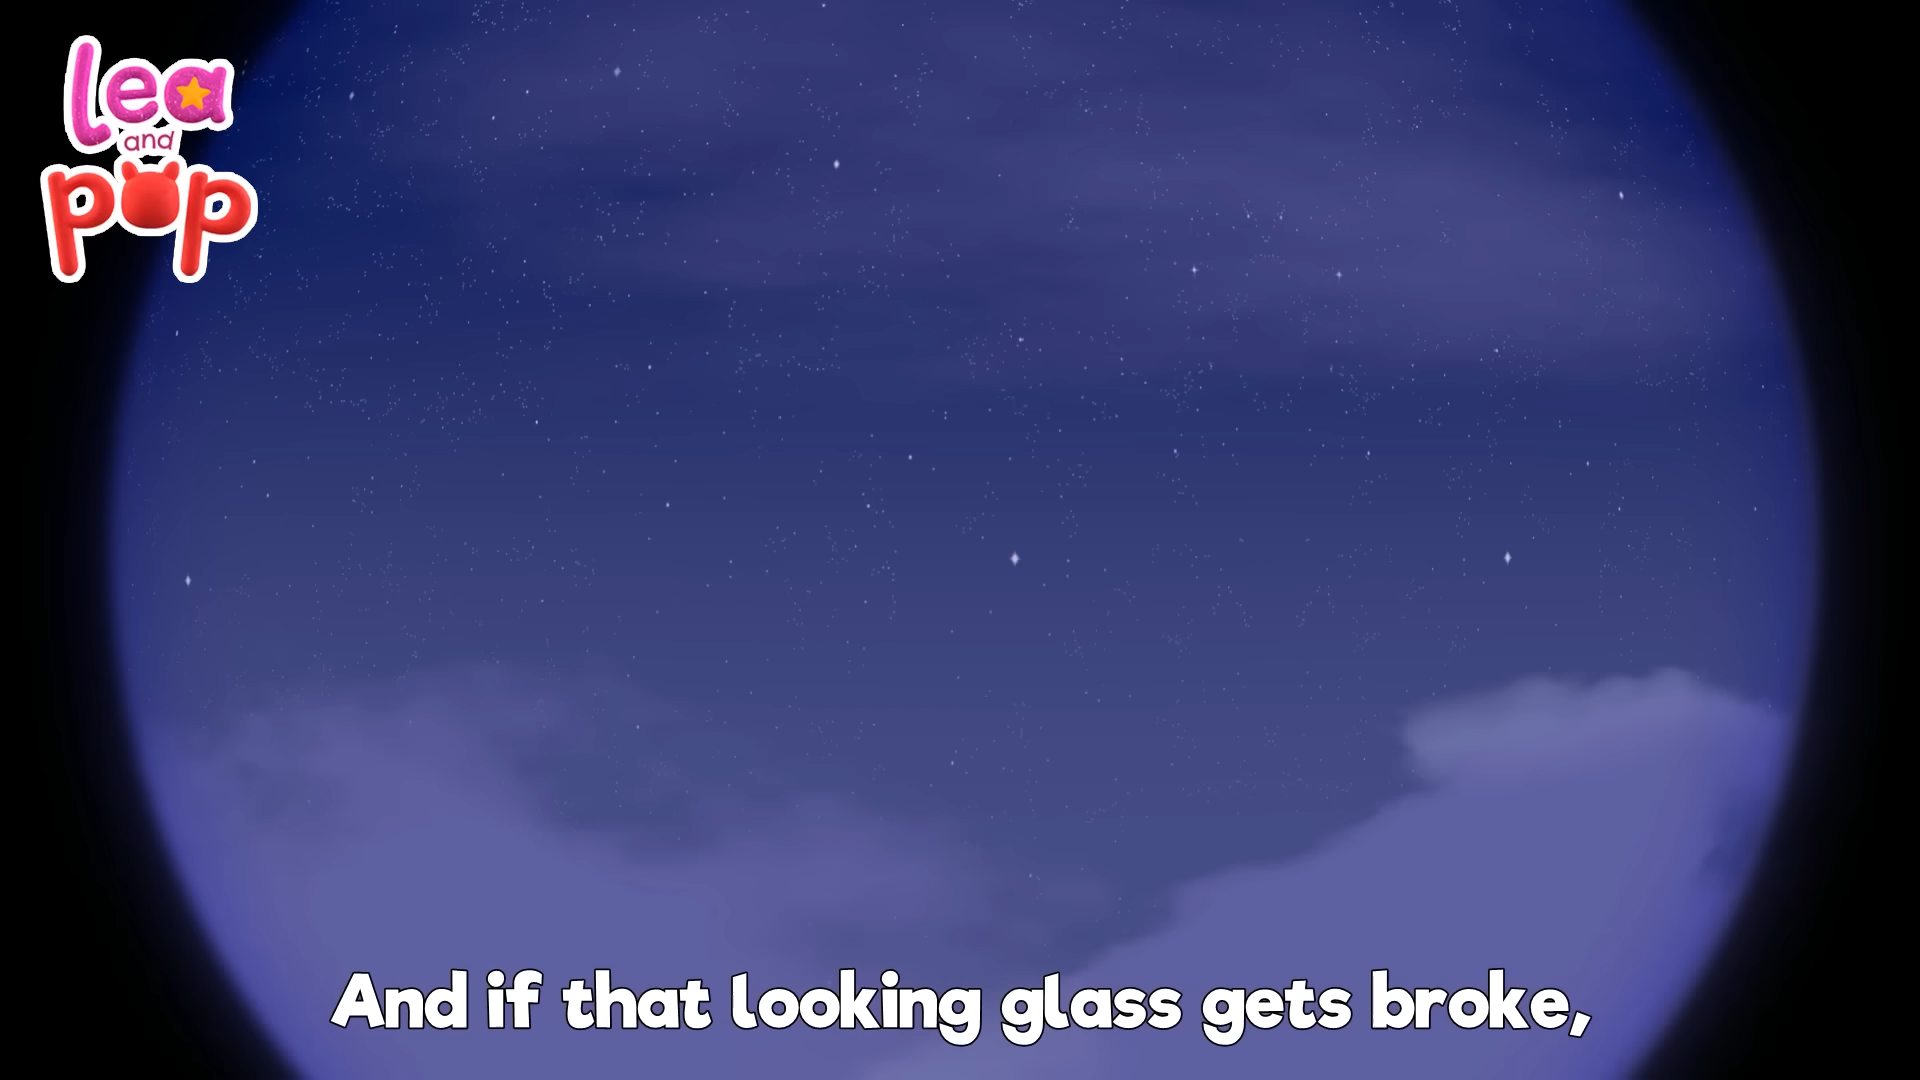 lea
and
pop
And if that looking glass gets broke,